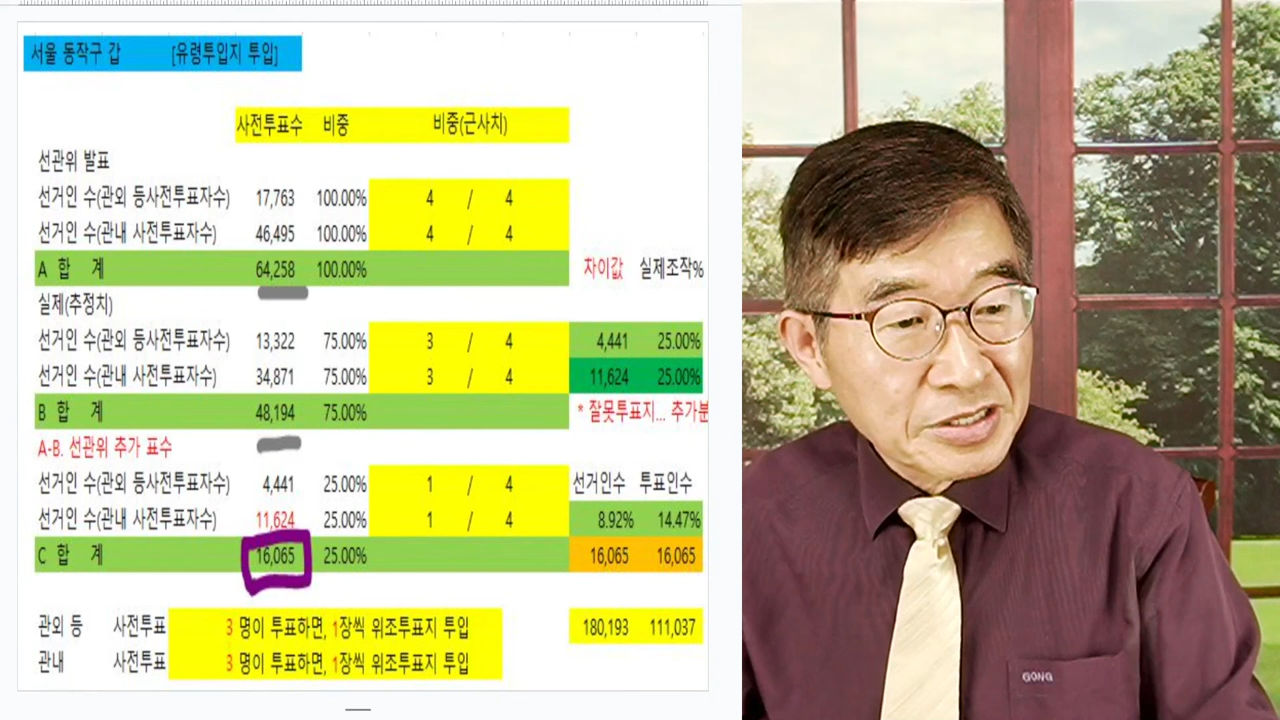 서울 동작구 갑 [유령투입지 투입]
사전투표수 비중 비중(근사치)
선관위 발표
선거인 수(관외 등사전투표자수) 17,763 100.00% 4 / 4
선거인 수(관내 사전투표자수) 46,495 100.00% 4 / 4
A 합 계 64,258 100.00% 차이값 실제조작%
실제(추정치)
선거인 수(관외 등사전투표자수) 13,322 75.00% 3 / 4 4,441 25.00%
선거인 수(관내 사전투표자수) 34,871 75.00% 3 / 4 11,624 25.00%
B 합 계 48,194 75.00% * 잘못투표지... 추가분
A-B. 선관위 추가 표수
선거인 수(관외 등사전투표자수) 4,441 25.00% 1 / 4 선거인수 투표인수
선거인 수(관내 사전투표자수) 11,624 25.00% 1 / 4 8.92% 14.47%
C 합 계 16,065 25.00% 16,065 16,065
관외 등 사전투표 3 명이 투표하면, 1장씩 위조투표지 투입 180,193 111,037
관내 사전투표 3 명이 투표하면, 1장씩 위조투표지 투입
GONG